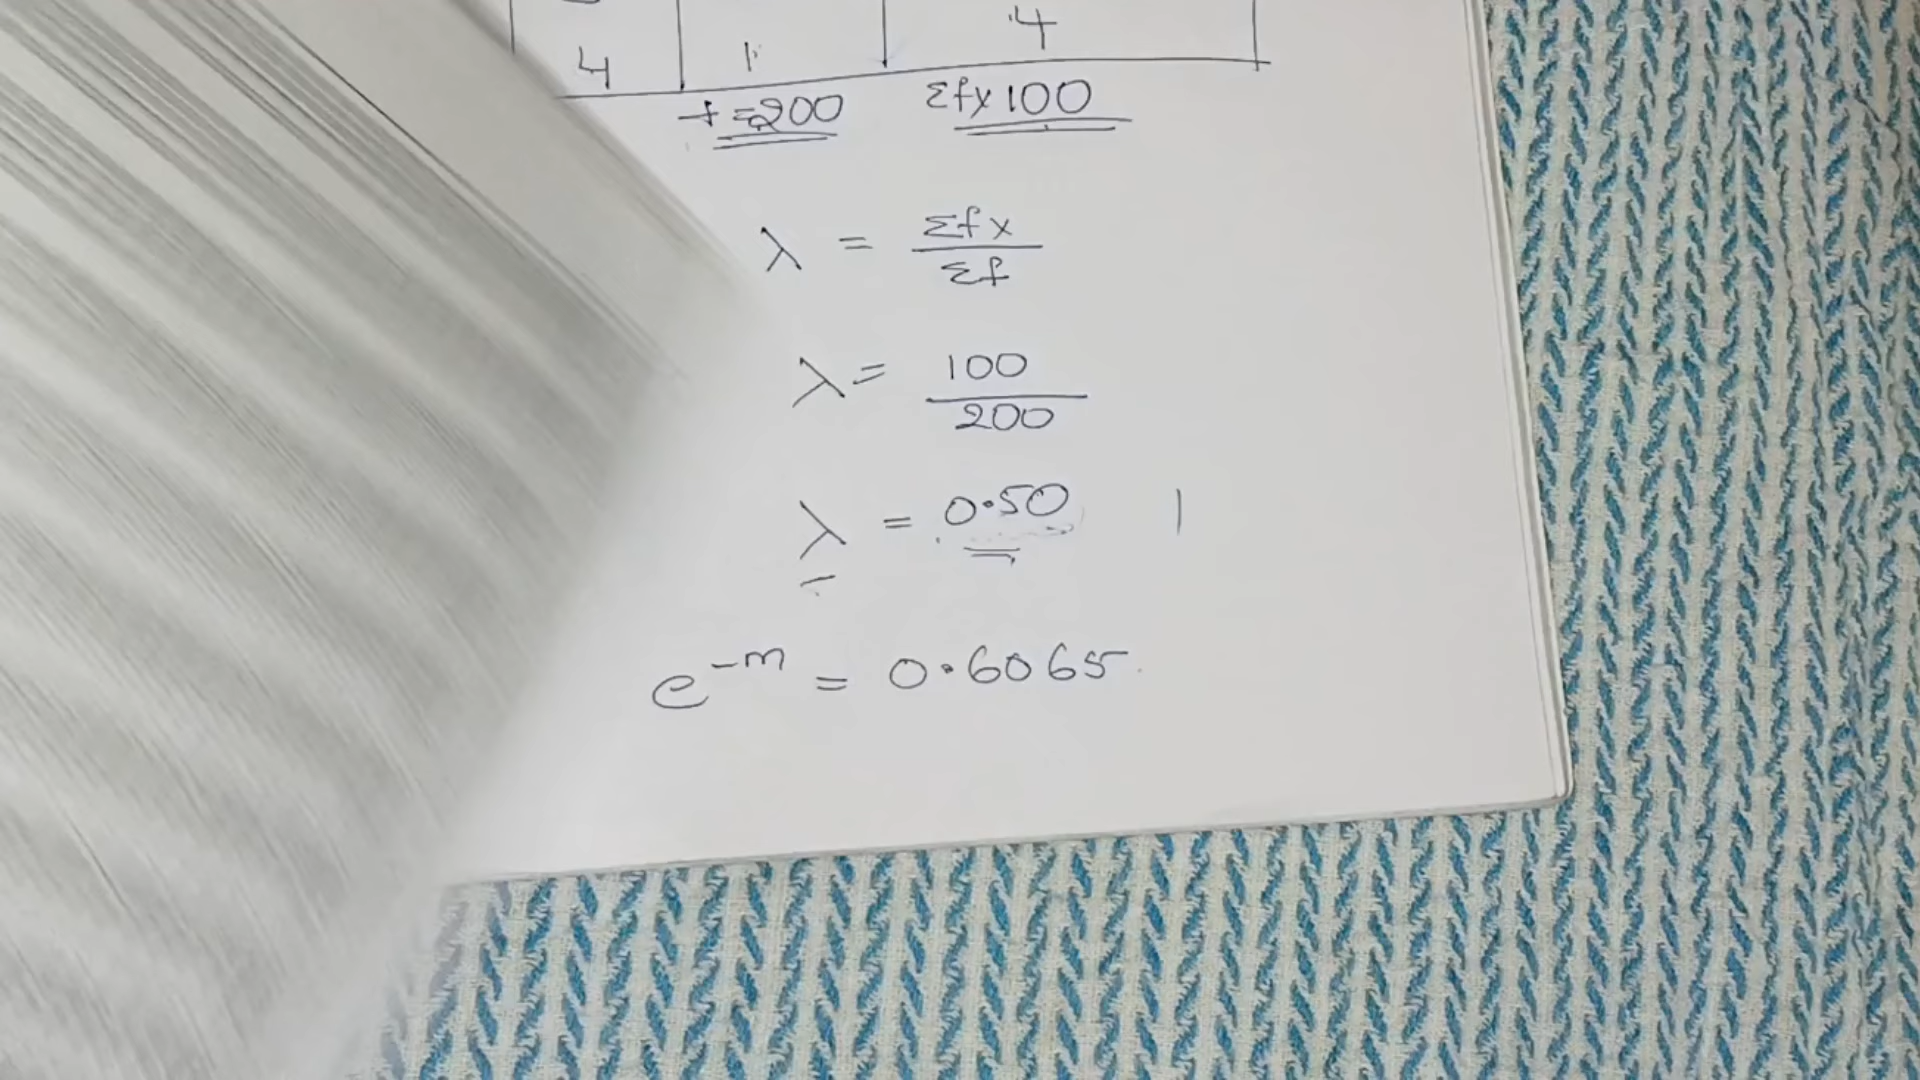 4
4 1
f = 200 Σfx 100
λ = Σfx / Σf
λ = 100 / 200
λ = 0.50
e^-m = 0.6065